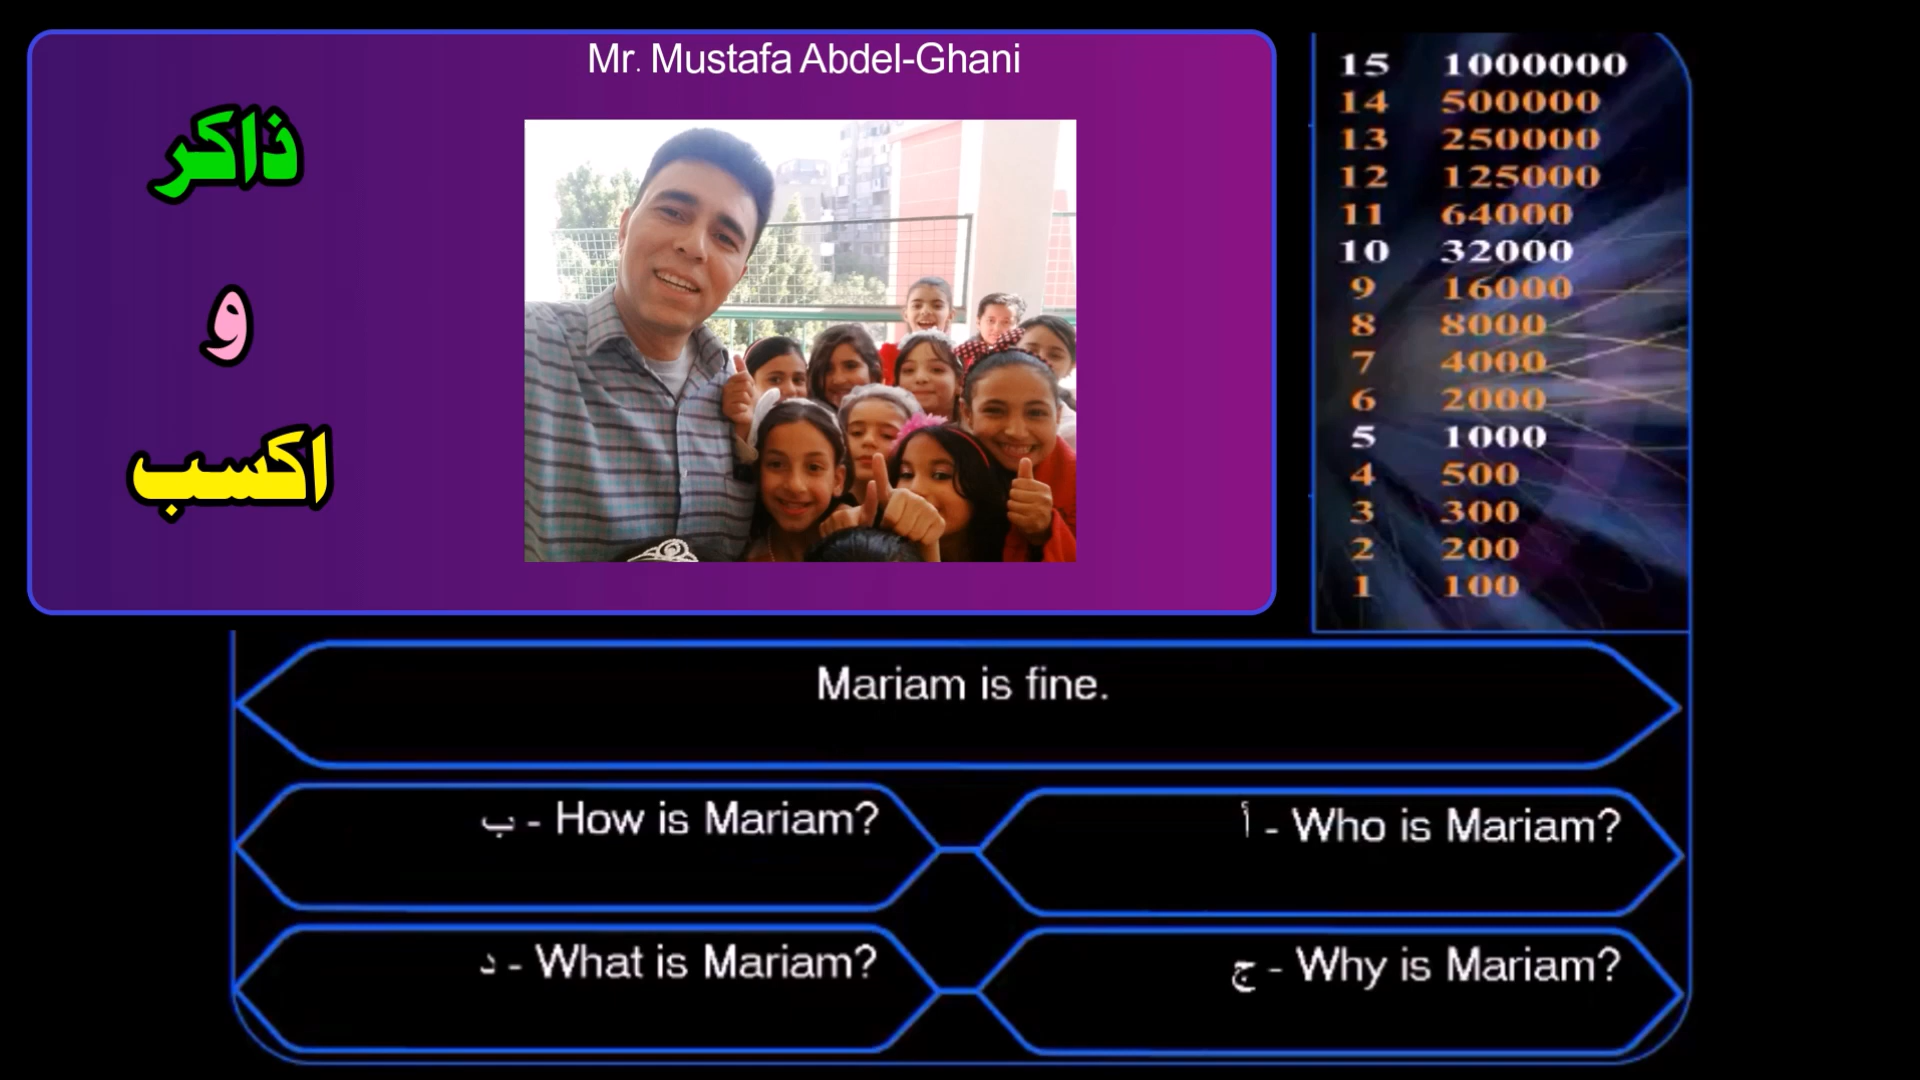 Mr. Mustafa Abdel-Ghani
ذاكر
و
اكسب
15 1000000
14 500000
13 250000
12 125000
11 64000
10 32000
9 16000
8 8000
7 4000
6 2000
5 1000
4 500
3 300
2 200
1 100
Mariam is fine.
أ - Who is Mariam?
ب - How is Mariam?
ج - Why is Mariam?
د - What is Mariam?